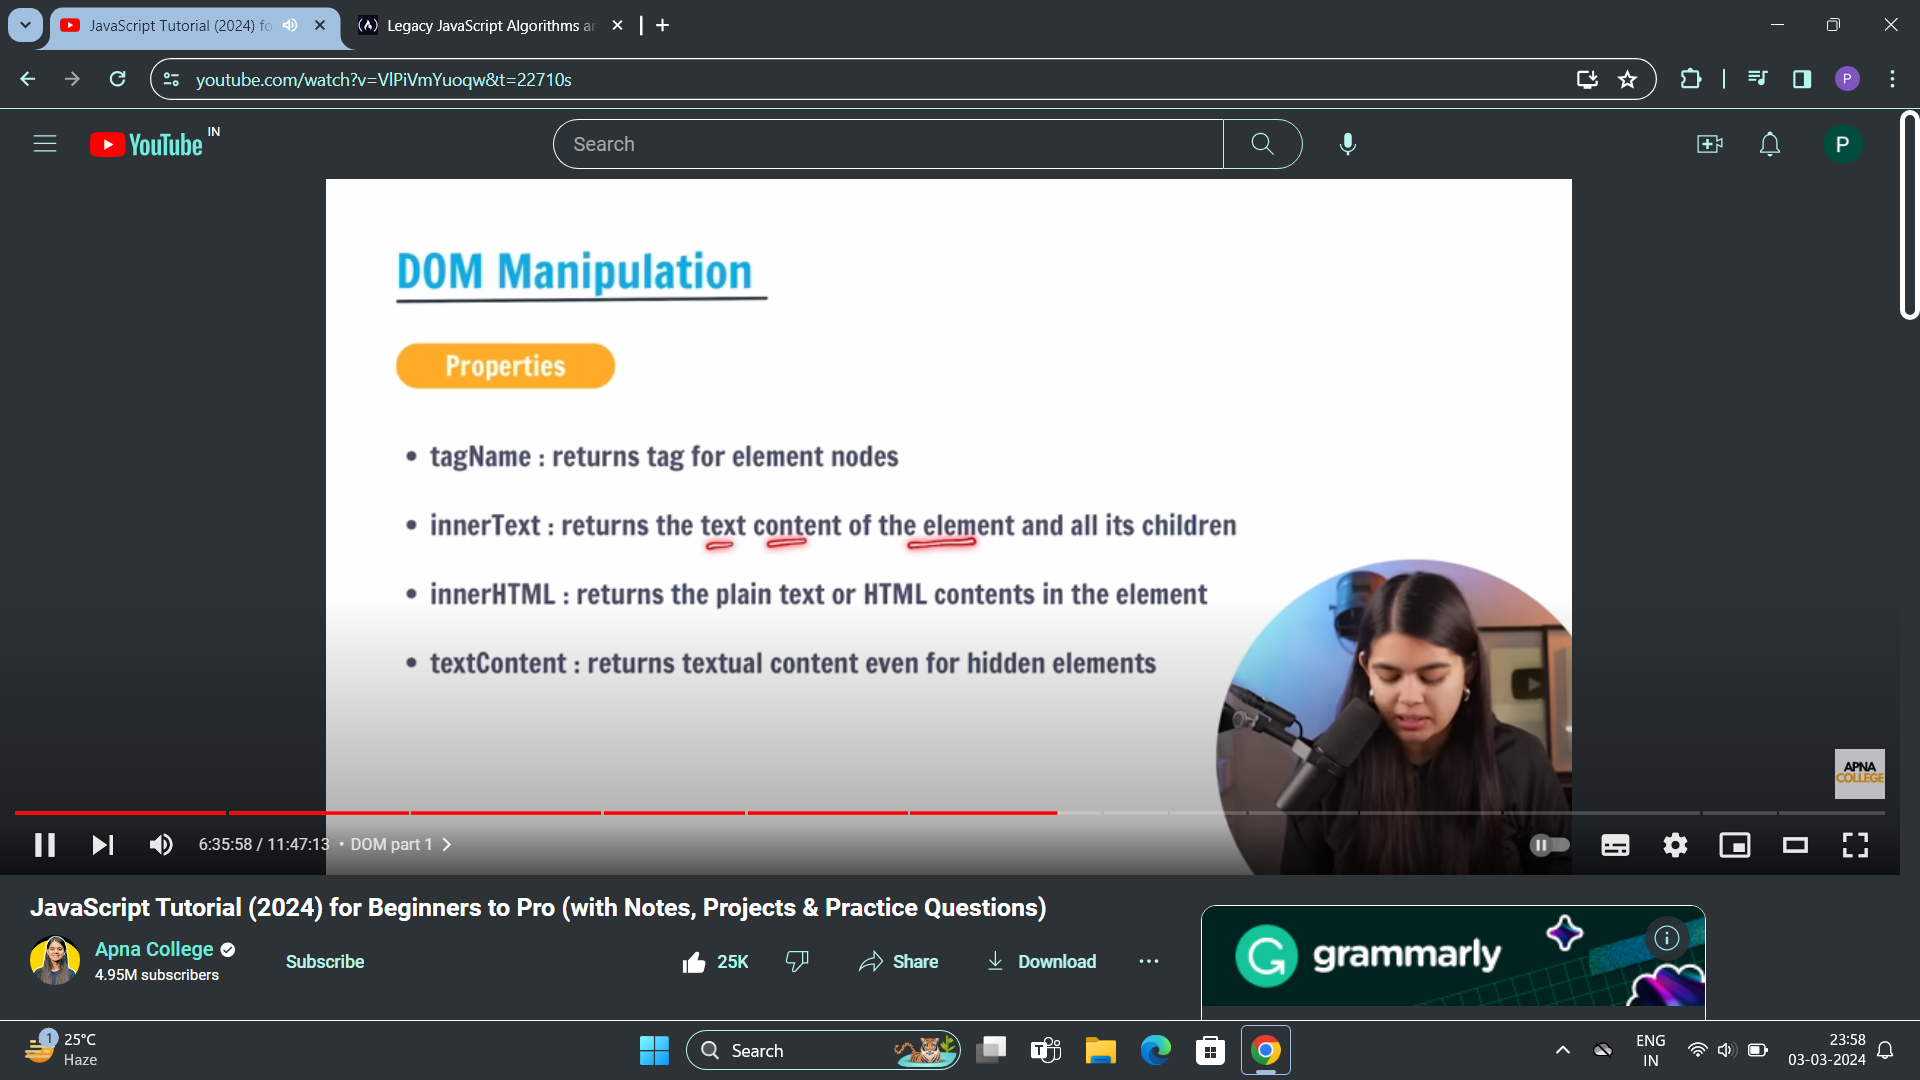 JavaScript Tutorial (2024) fo
Legacy JavaScript Algorithms ar
youtube.com/watch?v=VlPiVmYuoqw&t=22710s
P
YouTube IN
Search
P
DOM Manipulation
Properties
• tagName : returns tag for element nodes
• innerText : returns the text content of the element and all its children
• innerHTML : returns the plain text or HTML contents in the element
• textContent : returns textual content even for hidden elements
APNA
COLLEGE
6:35:58 / 11:47:13 • DOM part 1
JavaScript Tutorial (2024) for Beginners to Pro (with Notes, Projects & Practice Questions)
Apna College
4.95M subscribers
Subscribe
25K
Share
Download
grammarly
1
25°C
Haze
Search
ENG
IN
23:58
03-03-2024